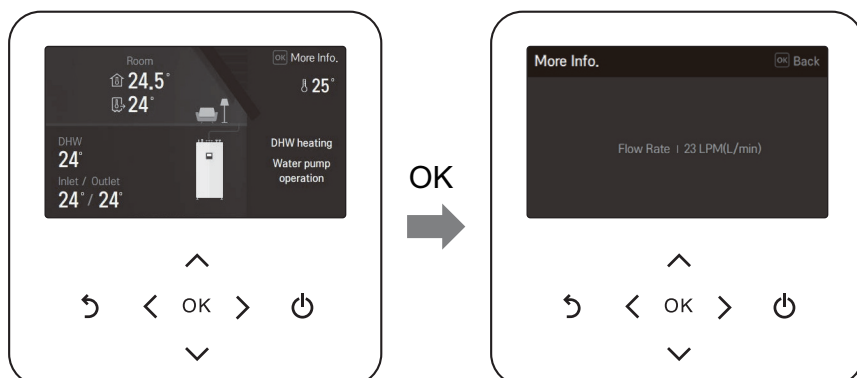 Room
24.5°
24°
OK More Info.
25°
DHW
24°
Inlet / Outlet
24° / 24°
DHW heating
Water pump
operation
OK
OK
More Info.
OK Back
Flow Rate | 23 LPM(L/min)
OK